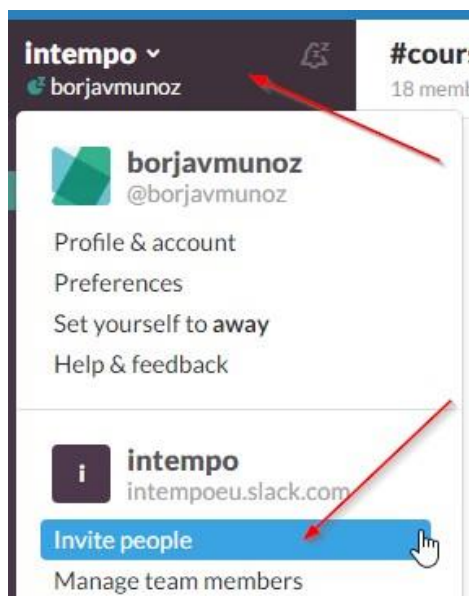 intempo
borjavmunoz
#cour
18 memb
borjavmunoz
@borjavmunoz
Profile & account
Preferences
Set yourself to away
Help & feedback
i
intempo
intempoeu.slack.com
Invite people
Manage team members